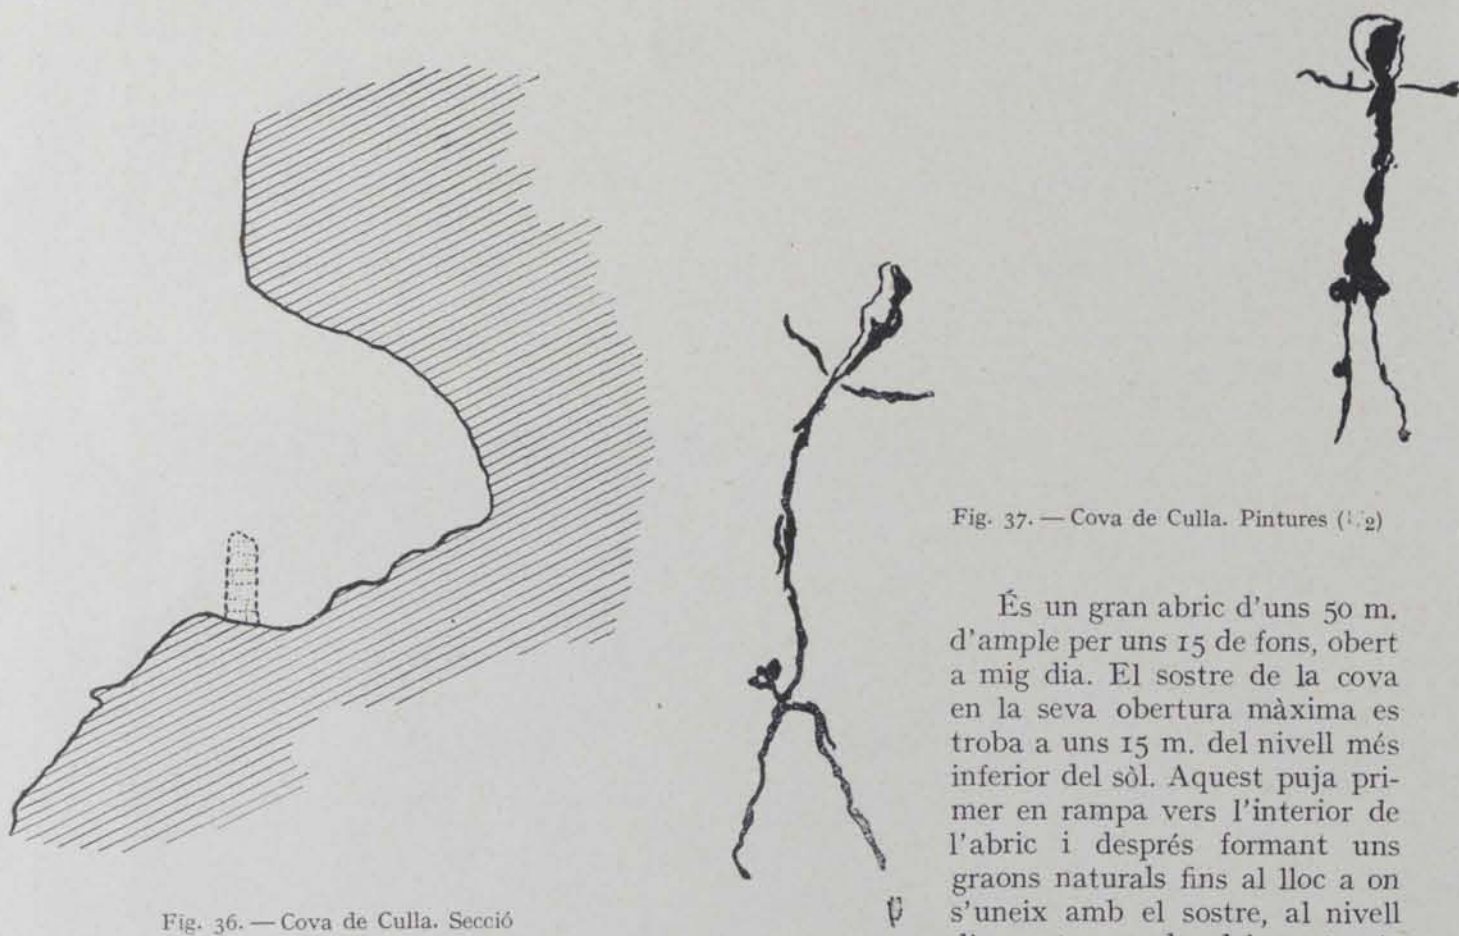 Fig. 36. — Cova de Culla. Secció
Fig. 37. — Cova de Culla. Pintures (1/2)
És un gran abric d'uns 50 m.
d'ample per uns 15 de fons, obert
a mig dia. El sostre de la cova
en la seva obertura màxima es
troba a uns 15 m. del nivell més
inferior del sòl. Aquest puja pri-
mer en rampa vers l'interior de
l'abric i després formant uns
graons naturals fins al lloc a on
s'uneix amb el sostre, al nivell